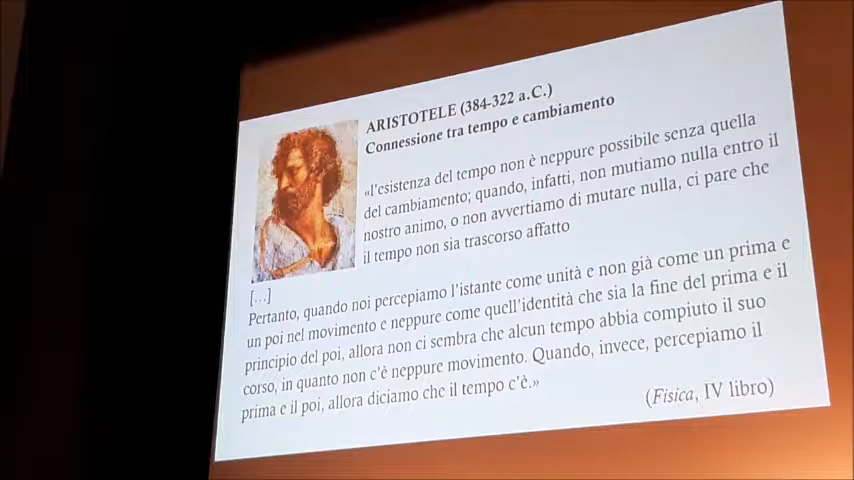 ARISTOTELE (384-322 a.C.)
Connessione tra tempo e cambiamento
«l'esistenza del tempo non è neppure possibile senza quella
del cambiamento; quando, infatti, non mutiamo nulla entro il
nostro animo, o non avvertiamo di mutare nulla, ci pare che
il tempo non sia trascorso affatto
[...]
Pertanto, quando noi percepiamo l'istante come unità e non già come un prima e
un poi nel movimento e neppure come quell'identità che sia la fine del prima e il
principio del poi, allora non ci sembra che alcun tempo abbia compiuto il suo
corso, in quanto non c'è neppure movimento. Quando, invece, percepiamo il
prima e il poi, allora diciamo che il tempo c'è.»
(Fisica, IV libro)